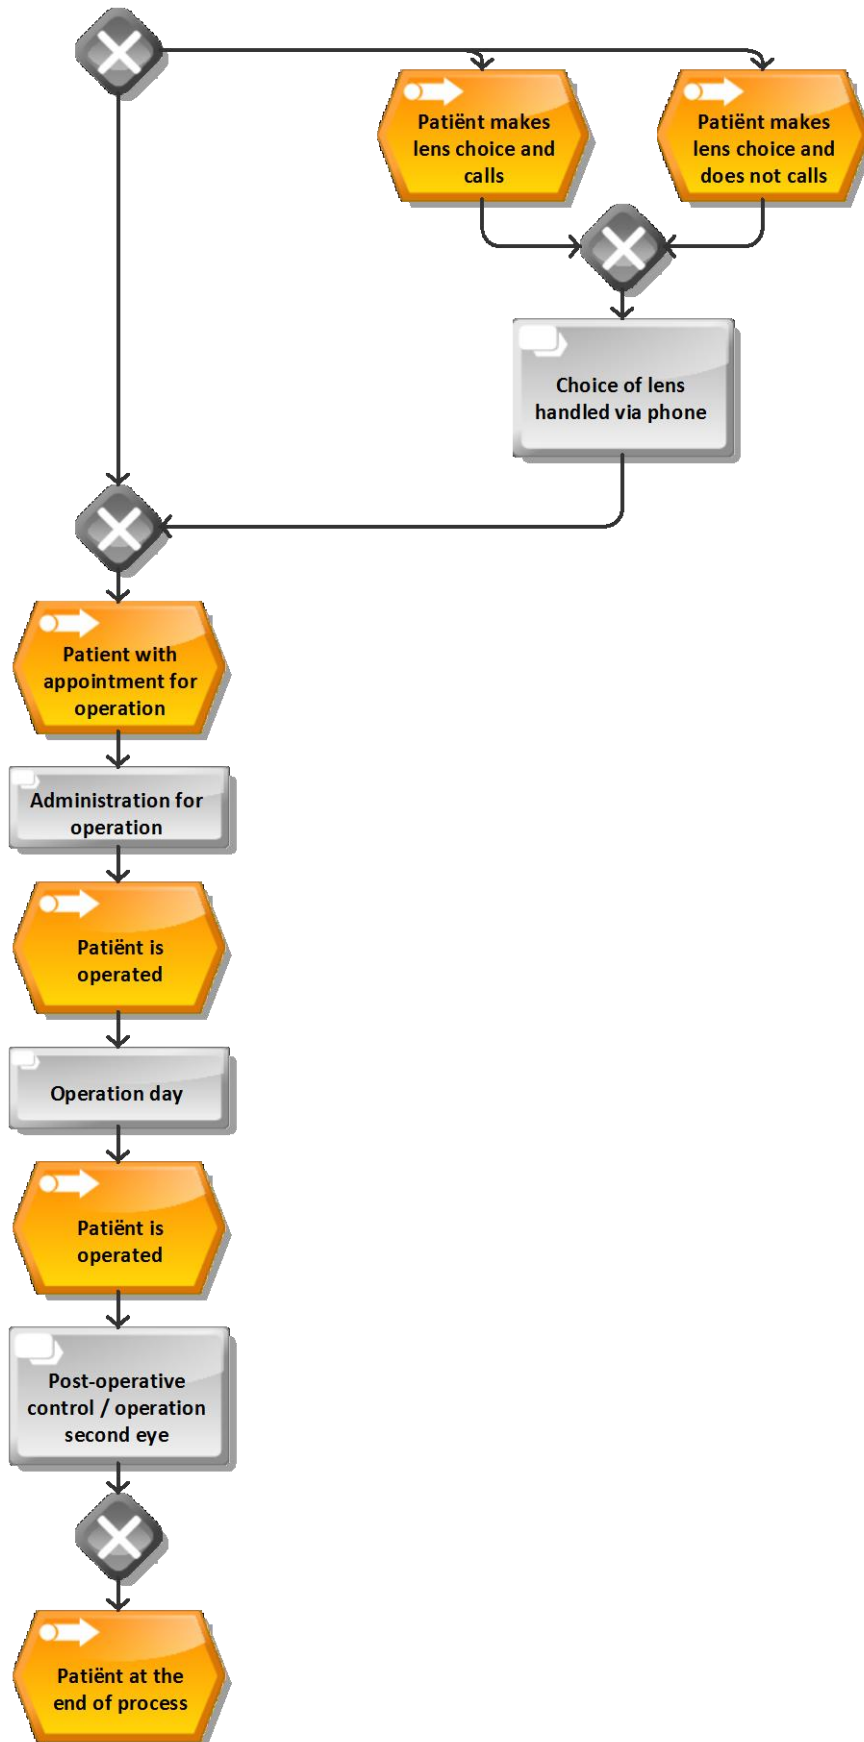 Patiënt makes
lens choice and
calls
Patiënt makes
lens choice and
does not calls
Choice of lens
handled via phone
Patient with
appointment for
operation
Administration for
operation
Patiënt is
operated
Operation day
Patiënt is
operated
Post-operative
control / operation
second eye
Patiënt at the
end of process